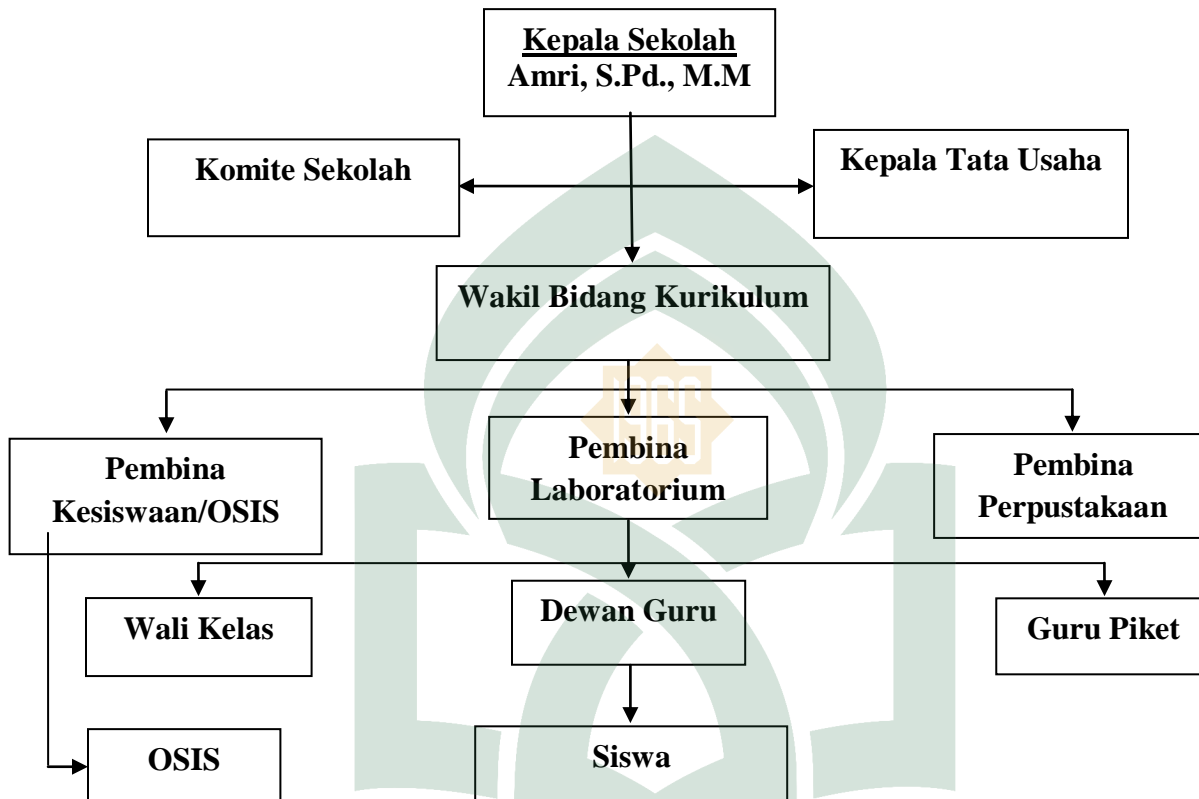 Kepala Sekolah
Amri, S.Pd., M.M
Komite Sekolah
Kepala Tata Usaha
Wakil Bidang Kurikulum
1965
Pembina
Kesiswaan/OSIS
Pembina
Laboratorium
Pembina
Perpustakaan
Wali Kelas
Dewan Guru
Guru Piket
OSIS
Siswa